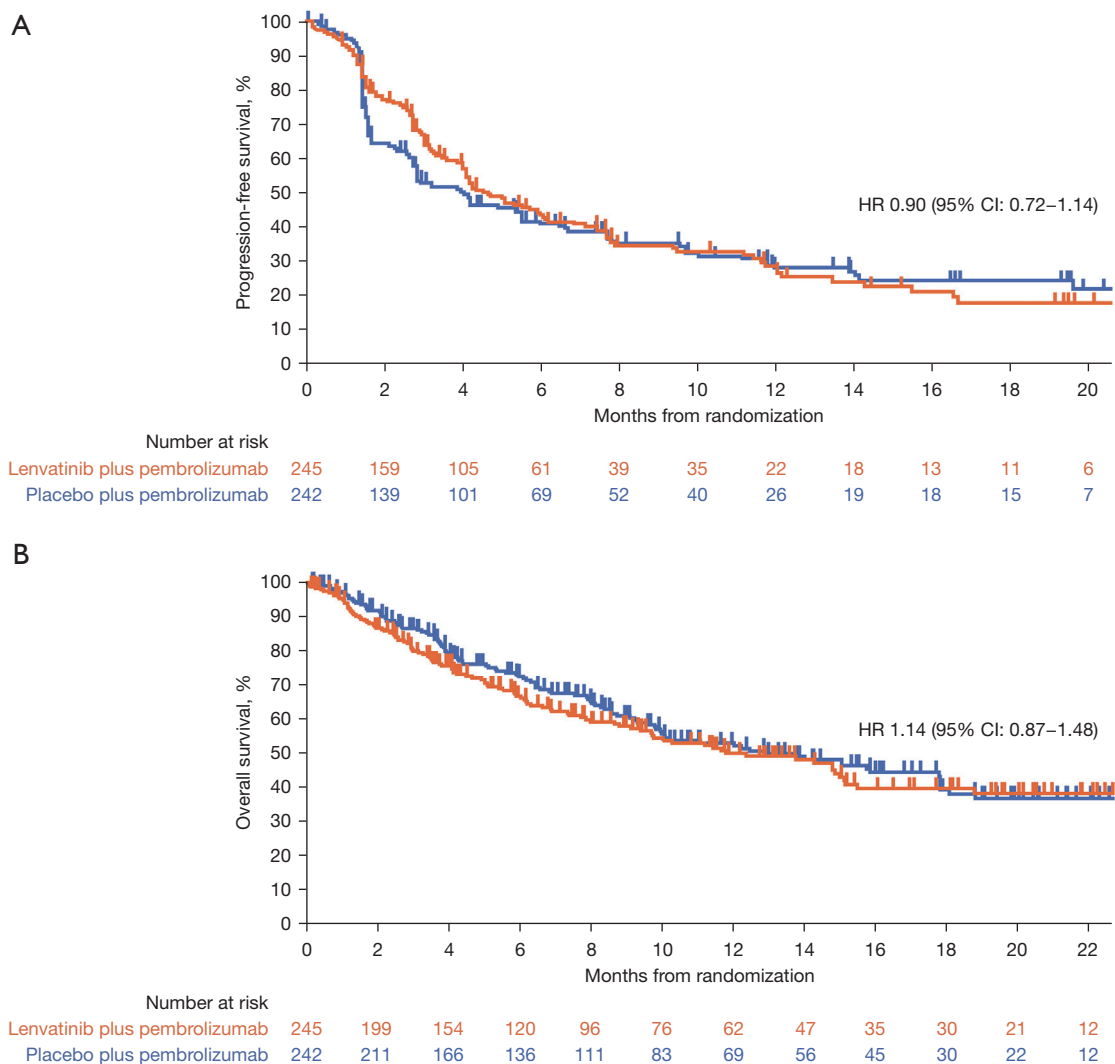 A
Progression-free survival, %
100
90
80
70
60
50
40
30
20
10
0
HR 0.90 (95% CI: 0.72–1.14)
0 2 4 6 8 10 12 14 16 18 20
Months from randomization
Number at risk
Lenvatinib plus pembrolizumab 245 159 105 61 39 35 22 18 13 11 6
Placebo plus pembrolizumab 242 139 101 69 52 40 26 19 18 15 7
B
Overall survival, %
100
90
80
70
60
50
40
30
20
10
0
HR 1.14 (95% CI: 0.87–1.48)
0 2 4 6 8 10 12 14 16 18 20 22
Months from randomization
Number at risk
Lenvatinib plus pembrolizumab 245 199 154 120 96 76 62 47 35 30 21 12
Placebo plus pembrolizumab 242 211 166 136 111 83 69 56 45 30 22 12